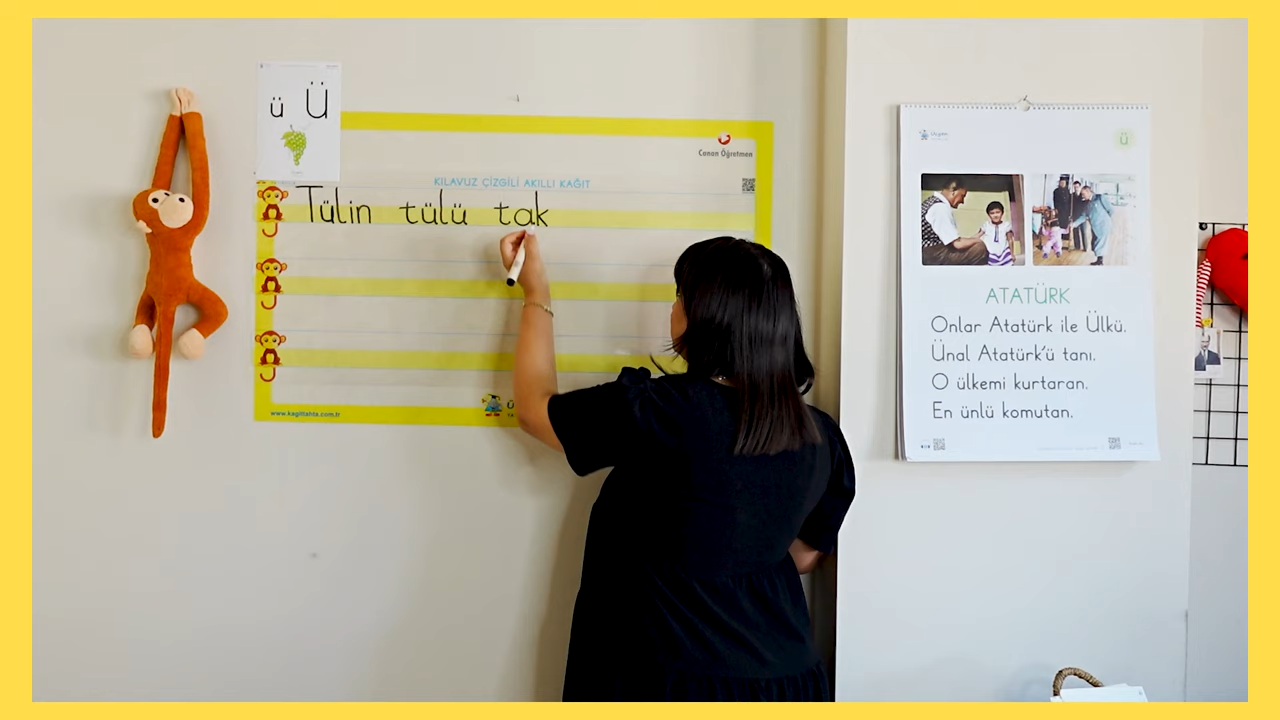 ü Ü
Canan Öğretmen
KILAVUZ ÇİZGİLİ AKILLI KAĞIT
Tülin tülü tak
www.kagittahta.com.tr
ü
ATATÜRK
Onlar Atatürk ile Ülkü.
Ünal Atatürk'ü tanı.
O ülkemi kurtaran.
En ünlü komutan.